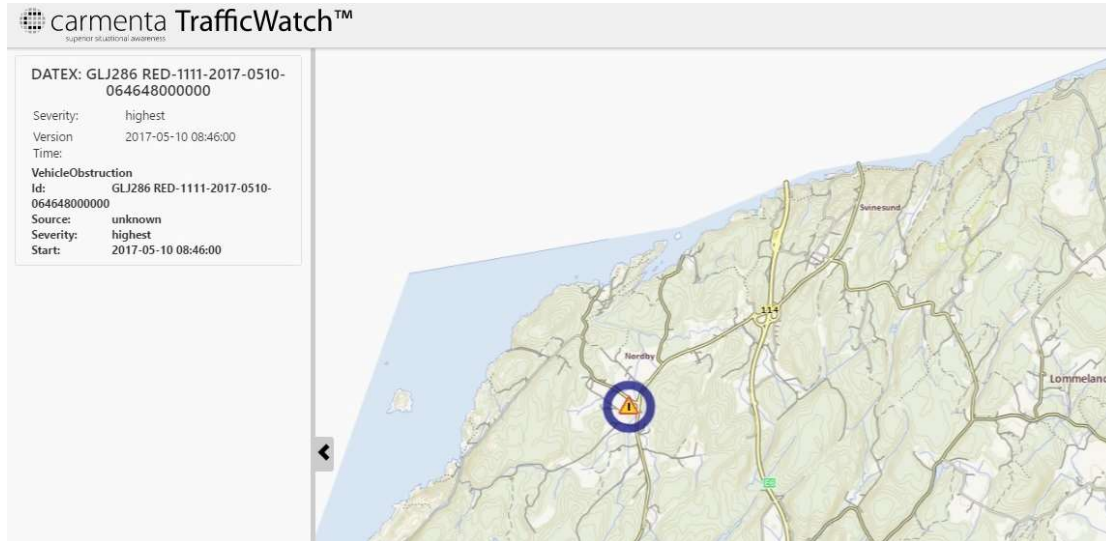 carmenta TrafficWatch™
superior situational awareness
DATEX: GLJ286 RED-1111-2017-0510-
064648000000
Severity: highest
Version 2017-05-10 08:46:00
Time:
VehicleObstruction
Id: GLJ286 RED-1111-2017-0510-
064648000000
Source: unknown
Severity: highest
Start: 2017-05-10 08:46:00
Svinesund
114
Nordby
Lommeland